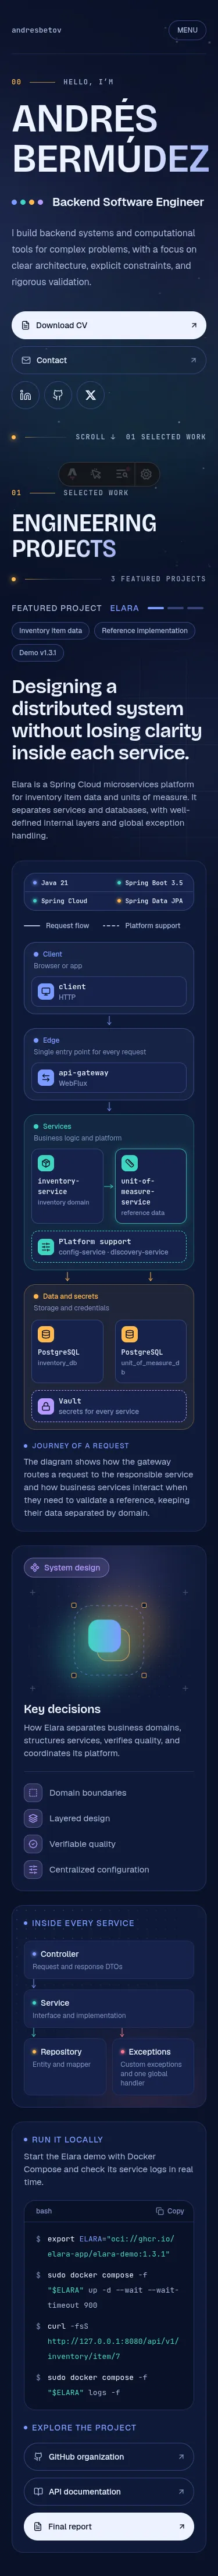 andresbetov
MENU
00 HELLO, I'M
ANDRÉS
BERMÚDEZ
Backend Software Engineer
I build backend systems and computational
tools for complex problems, with a focus on
clear architecture, explicit constraints, and
rigorous validation.
Download CV
Contact
SCROLL ↓ 01 SELECTED WORK
01 SELECTED WORK
ENGINEERING
PROJECTS
3 FEATURED PROJECTS
FEATURED PROJECT ELARA
Inventory item data
Reference implementation
Demo v1.3.1
Designing a
distributed system
without losing clarity
inside each service.
Elara is a Spring Cloud microservices platform
for inventory item data and units of measure. It
separates services and databases, with well-
defined internal layers and global exception
handling.
Java 21
Spring Boot 3.5
Spring Cloud
Spring Data JPA
Request flow
Platform support
Client
Browser or app
client
HTTP
Edge
Single entry point for every request
api-gateway
WebFlux
Services
Business logic and platform
inventory-
service
inventory domain
unit-of-
measure-
service
reference data
Platform support
config-service · discovery-service
Data and secrets
Storage and credentials
PostgreSQL
inventory_db
PostgreSQL
unit_of_measure_d
b
Vault
secrets for every service
JOURNEY OF A REQUEST
The diagram shows how the gateway
routes a request to the responsible service
and how business services interact when
they need to validate a reference, keeping
their data separated by domain.
System design
Key decisions
How Elara separates business domains,
structures services, verifies quality, and
coordinates its platform.
Domain boundaries
Layered design
Verifiable quality
Centralized configuration
INSIDE EVERY SERVICE
Controller
Request and response DTOs
Service
Interface and implementation
Repository
Entity and mapper
Exceptions
Custom exceptions
and one global
handler
RUN IT LOCALLY
Start the Elara demo with Docker
Compose and check its service logs in real
time.
bash
Copy
$ export ELARA="oci://ghcr.io/
elara-app/elara-demo:1.3.1"
$ sudo docker compose -f
"$ELARA" up -d --wait --wait-
timeout 900
$ curl -fsS
http://127.0.0.1:8080/api/v1/
inventory/item/7
$ sudo docker compose -f
"$ELARA" logs -f
EXPLORE THE PROJECT
GitHub organization
API documentation
Final report